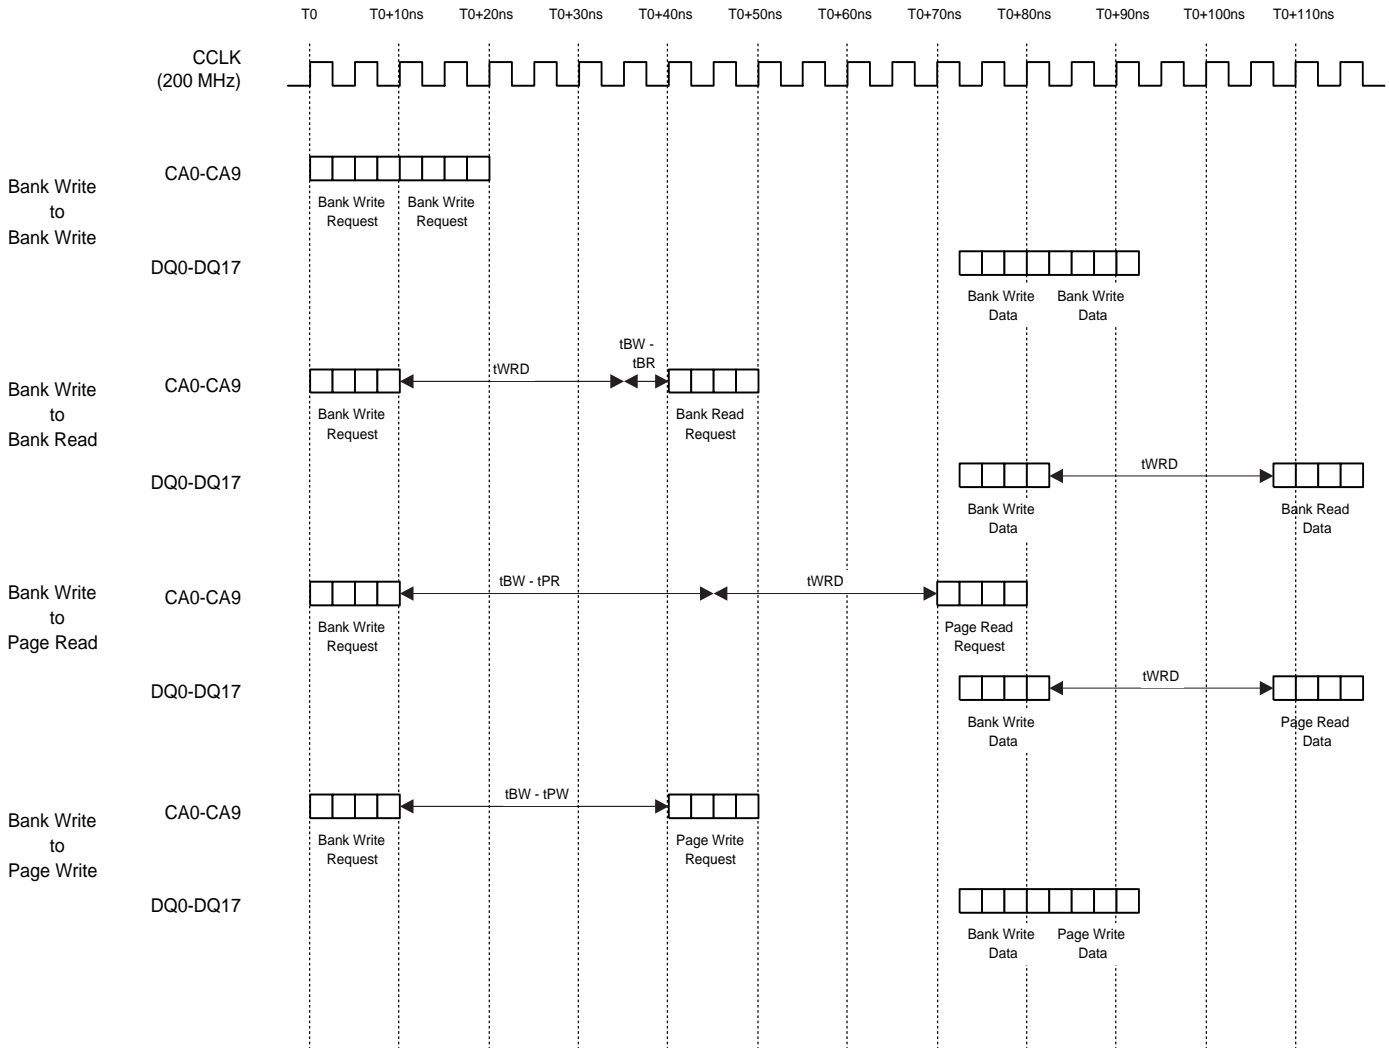 T0 T0+10ns T0+20ns T0+30ns T0+40ns T0+50ns T0+60ns T0+70ns T0+80ns T0+90ns T0+100ns T0+110ns
CCLK
(200 MHz)
Bank Write
to
Bank Write
CA0-CA9
Bank Write Bank Write
Request Request
DQ0-DQ17
Bank Write Bank Write
Data Data
Bank Write
to
Bank Read
CA0-CA9
tWRD
tBW -
tBR
Bank Write Bank Read
Request Request
DQ0-DQ17
tWRD
Bank Write Bank Read
Data Data
Bank Write
to
Page Read
CA0-CA9
tBW - tPR tWRD
Bank Write Page Read
Request Request
DQ0-DQ17
tWRD
Bank Write Page Read
Data Data
Bank Write
to
Page Write
CA0-CA9
tBW - tPW
Bank Write Page Write
Request Request
DQ0-DQ17
Bank Write Page Write
Data Data